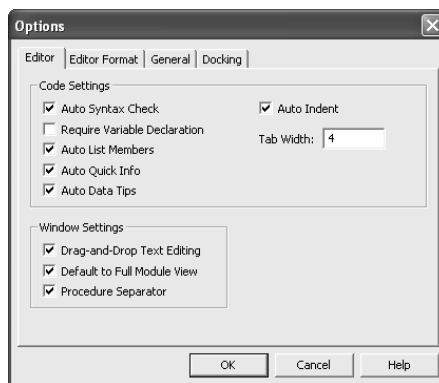 Options
Editor Editor Format General Docking
Code Settings
Auto Syntax Check
Auto Indent
Require Variable Declaration
Tab Width: 4
Auto List Members
Auto Quick Info
Auto Data Tips
Window Settings
Drag-and-Drop Text Editing
Default to Full Module View
Procedure Separator
OK Cancel Help